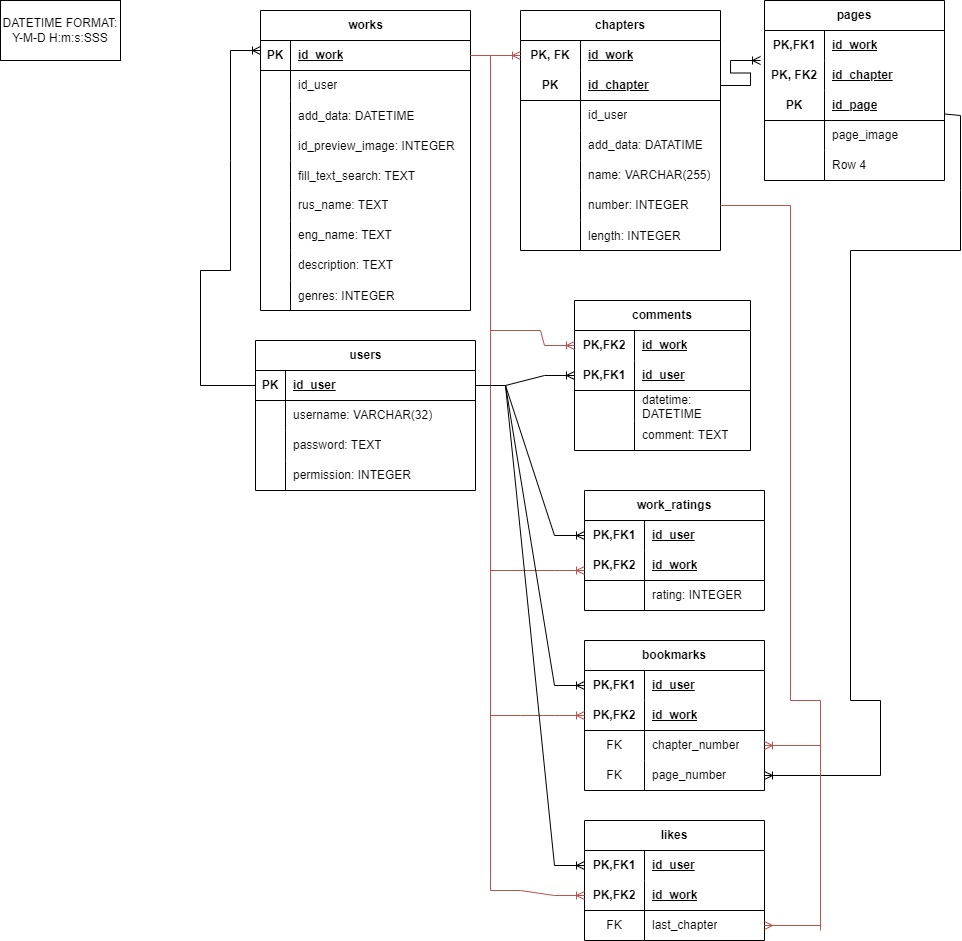 DATETIME FORMAT:
Y-M-D H:m:s:SSS
works
PK id_work
id_user
add_data: DATETIME
id_preview_image: INTEGER
fill_text_search: TEXT
rus_name: TEXT
eng_name: TEXT
description: TEXT
genres: INTEGER
chapters
PK, FK id_work
PK id_chapter
id_user
add_data: DATATIME
name: VARCHAR(255)
number: INTEGER
length: INTEGER
pages
PK,FK1 id_work
PK, FK2 id_chapter
PK id_page
page_image
Row 4
users
PK id_user
username: VARCHAR(32)
password: TEXT
permission: INTEGER
comments
PK,FK2 id_work
PK,FK1 id_user
datetime:
DATETIME
comment: TEXT
work_ratings
PK,FK1 id_user
PK,FK2 id_work
rating: INTEGER
bookmarks
PK,FK1 id_user
PK,FK2 id_work
FK chapter_number
FK page_number
likes
PK,FK1 id_user
PK,FK2 id_work
FK last_chapter